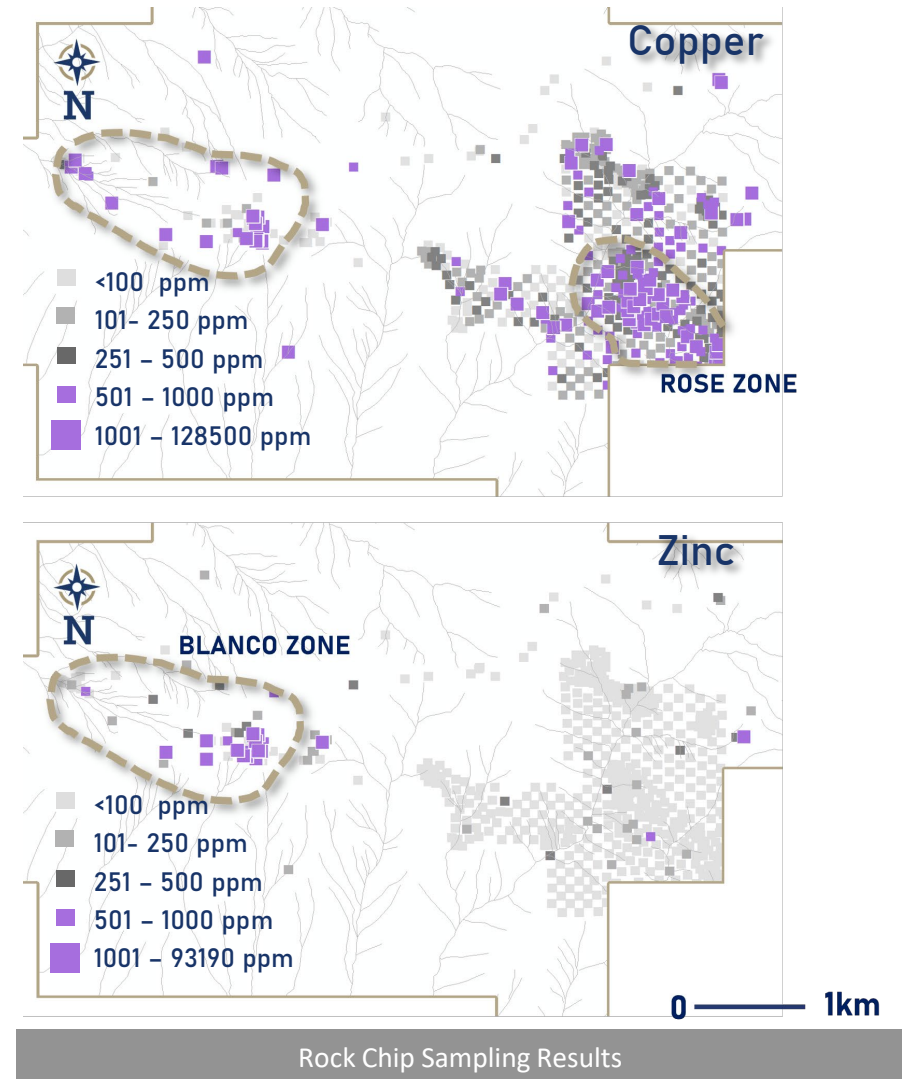 Copper
N
<100 ppm
101- 250 ppm
251 – 500 ppm
501 – 1000 ppm
1001 – 128500 ppm
ROSE ZONE
Zinc
N
BLANCO ZONE
<100 ppm
101- 250 ppm
251 – 500 ppm
501 – 1000 ppm
1001 – 93190 ppm
0 1km
Rock Chip Sampling Results